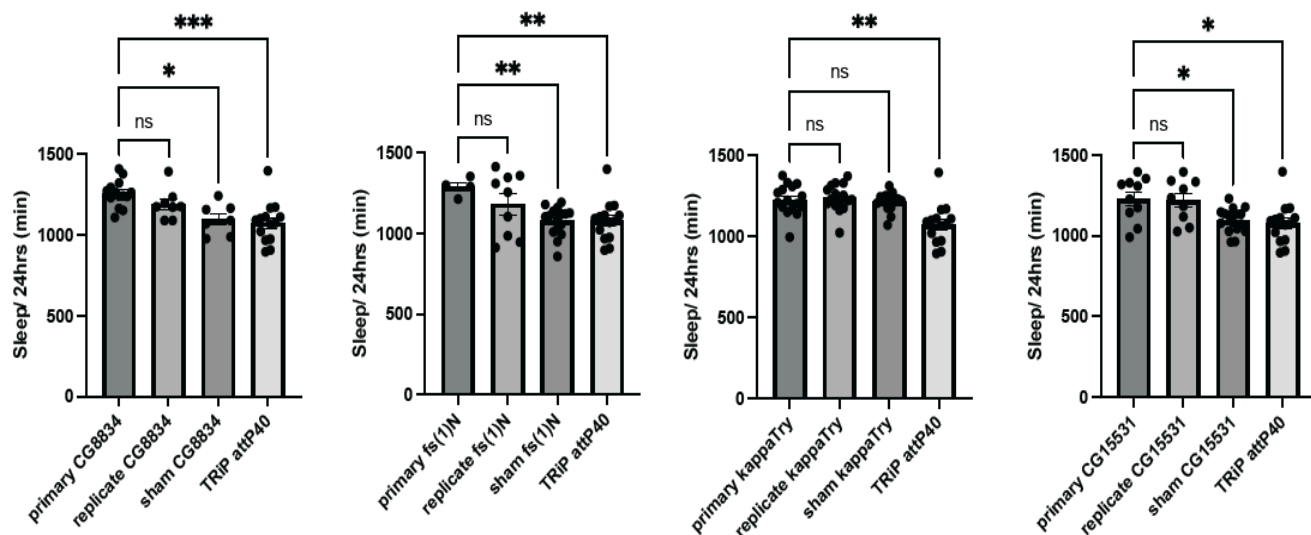 ***
*
ns
Sleep/ 24hrs (min)
1500
1000
500
0
primary CG8834
replicate CG8834
sham CG8834
TRiP attP40
**
**
ns
Sleep/ 24hrs (min)
1500
1000
500
0
primary fs(1)N
replicate fs(1)N
sham fs(1)N
TRiP attP40
**
ns
ns
Sleep/ 24hrs (min)
1500
1000
500
0
primary kappaTry
replicate kappaTry
sham kappaTry
TRiP attP40
*
*
ns
Sleep/ 24hrs (min)
1500
1000
500
0
primary CG15531
replicate CG15531
sham CG15531
TRiP attP40